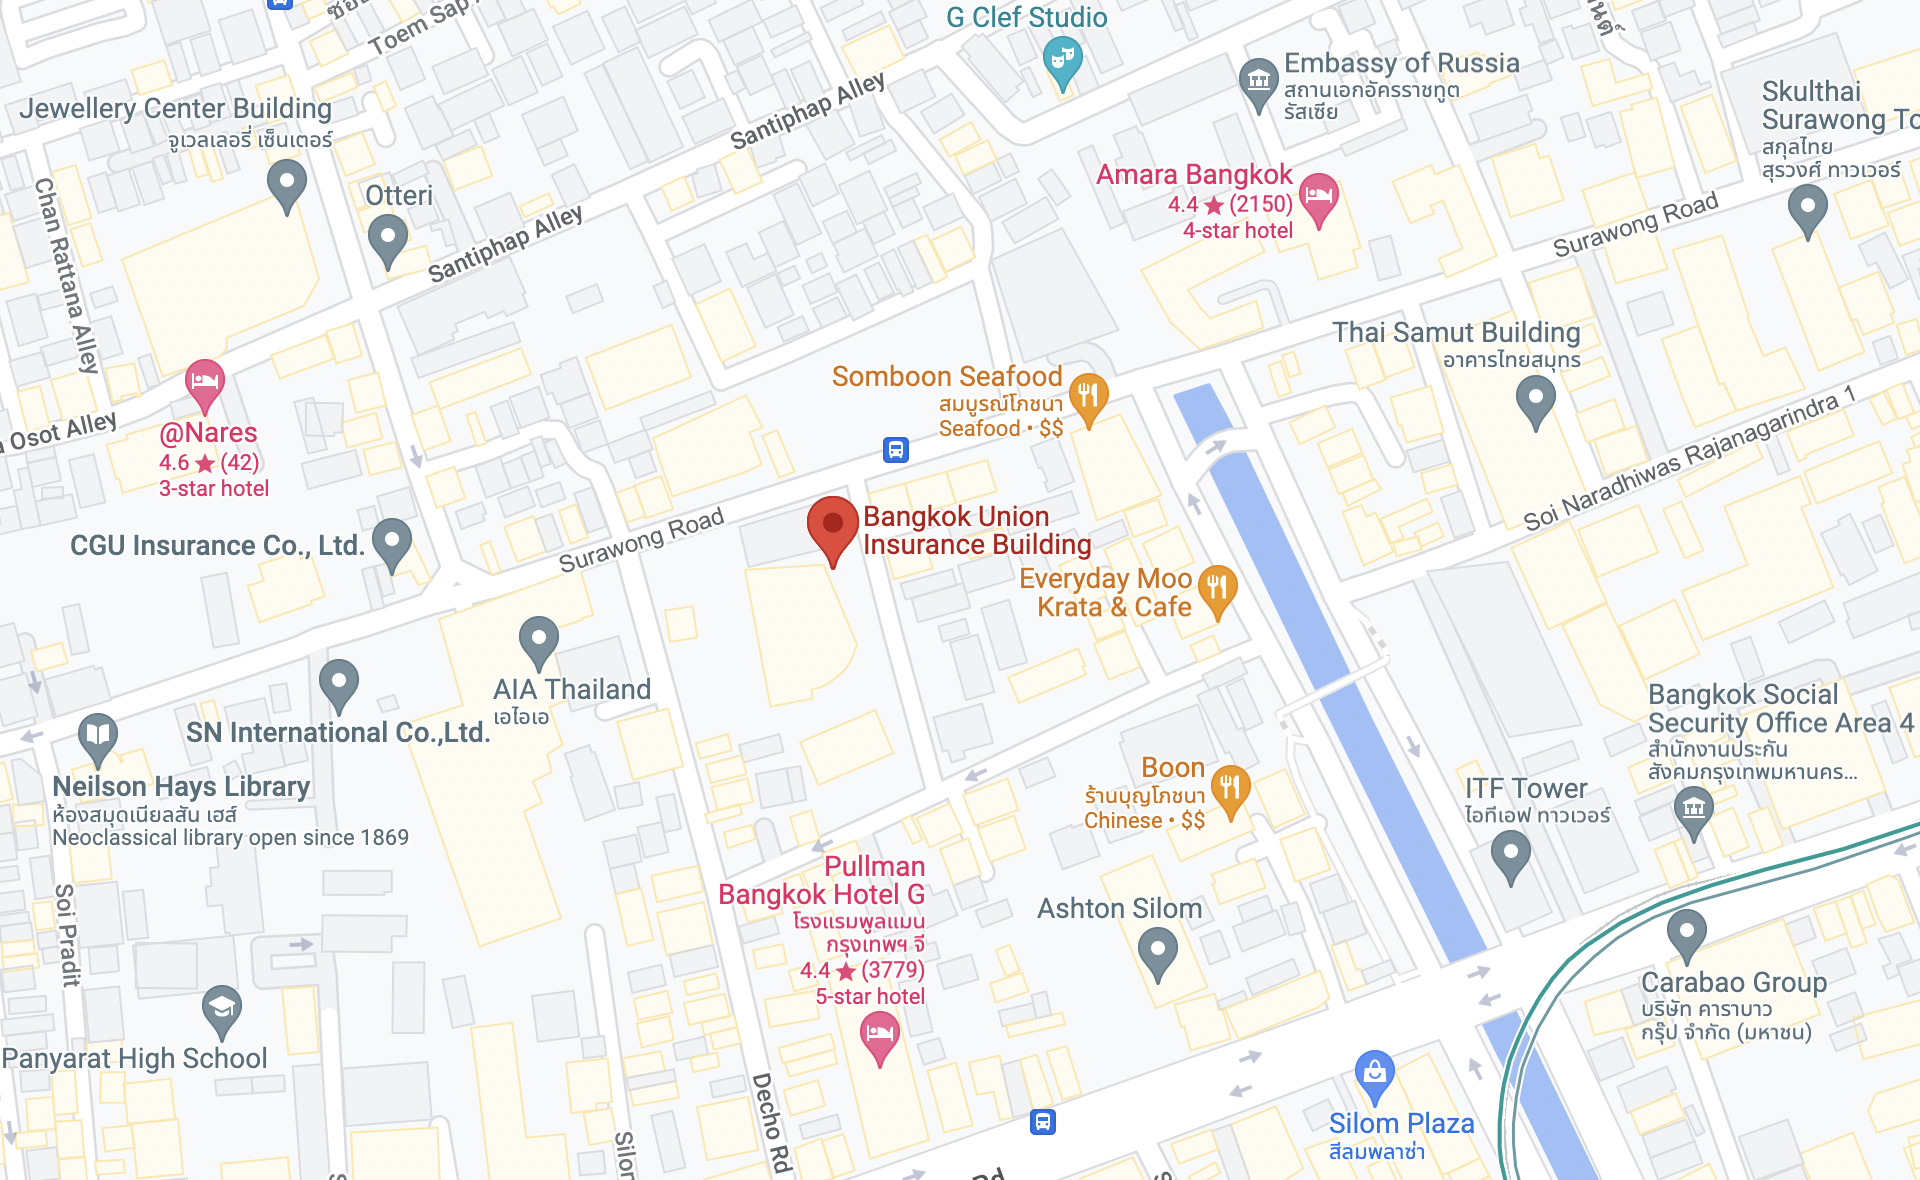 ซอย
Toem Sap
G Clef Studio
Embassy of Russia
สถานเอกอัครราชทูต
รัสเซีย
Skulthai
Surawong To
สกุลไทย
สุรวงศ์ ทาวเวอร์
Jewellery Center Building
จูเวลเลอรี่ เซ็นเตอร์
Santiphap Alley
Otteri
Amara Bangkok
4.4 ★ (2150)
4-star hotel
Chan Rattana Alley
Santiphap Alley
Surawong Road
Thai Samut Building
อาคารไทยสมุทร
Somboon Seafood
สมบูรณ์โภชนา
Seafood • $$
Osot Alley
@Nares
4.6 ★ (42)
3-star hotel
Soi Naradhiwas Rajanagarindra 1
CGU Insurance Co., Ltd.
Surawong Road
Bangkok Union
Insurance Building
Everyday Moo
Krata & Cafe
AIA Thailand
เอไอเอ
SN International Co.,Ltd.
Bangkok Social
Security Office Area 4
สำนักงานประกัน
สังคมกรุงเทพมหานคร...
Neilson Hays Library
ห้องสมุดเนียลสัน เฮส์
Neoclassical library open since 1869
Boon
ร้านบุญโภชนา
Chinese • $$
ITF Tower
ไอทีเอฟ ทาวเวอร์
Pullman
Bangkok Hotel G
โรงแรมพูลแมน
กรุงเทพฯ จี
4.4 ★ (3779)
5-star hotel
Ashton Silom
Soi Pradit
Carabao Group
บริษัท คาราบาว
กรุ๊ป จำกัด (มหาชน)
Panyarat High School
Decho Rd
Silom Plaza
สีลมพลาซ่า
Silor
Rd